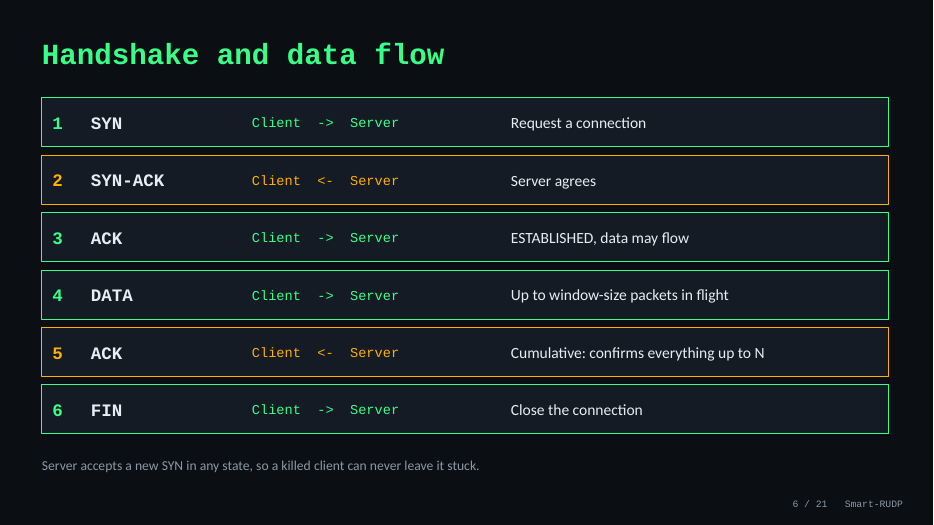 Handshake and data flow
1 SYN Client -> Server Request a connection
2 SYN-ACK Client <- Server Server agrees
3 ACK Client -> Server ESTABLISHED, data may flow
4 DATA Client -> Server Up to window-size packets in flight
5 ACK Client <- Server Cumulative: confirms everything up to N
6 FIN Client -> Server Close the connection
Server accepts a new SYN in any state, so a killed client can never leave it stuck.
6 / 21 Smart-RUDP